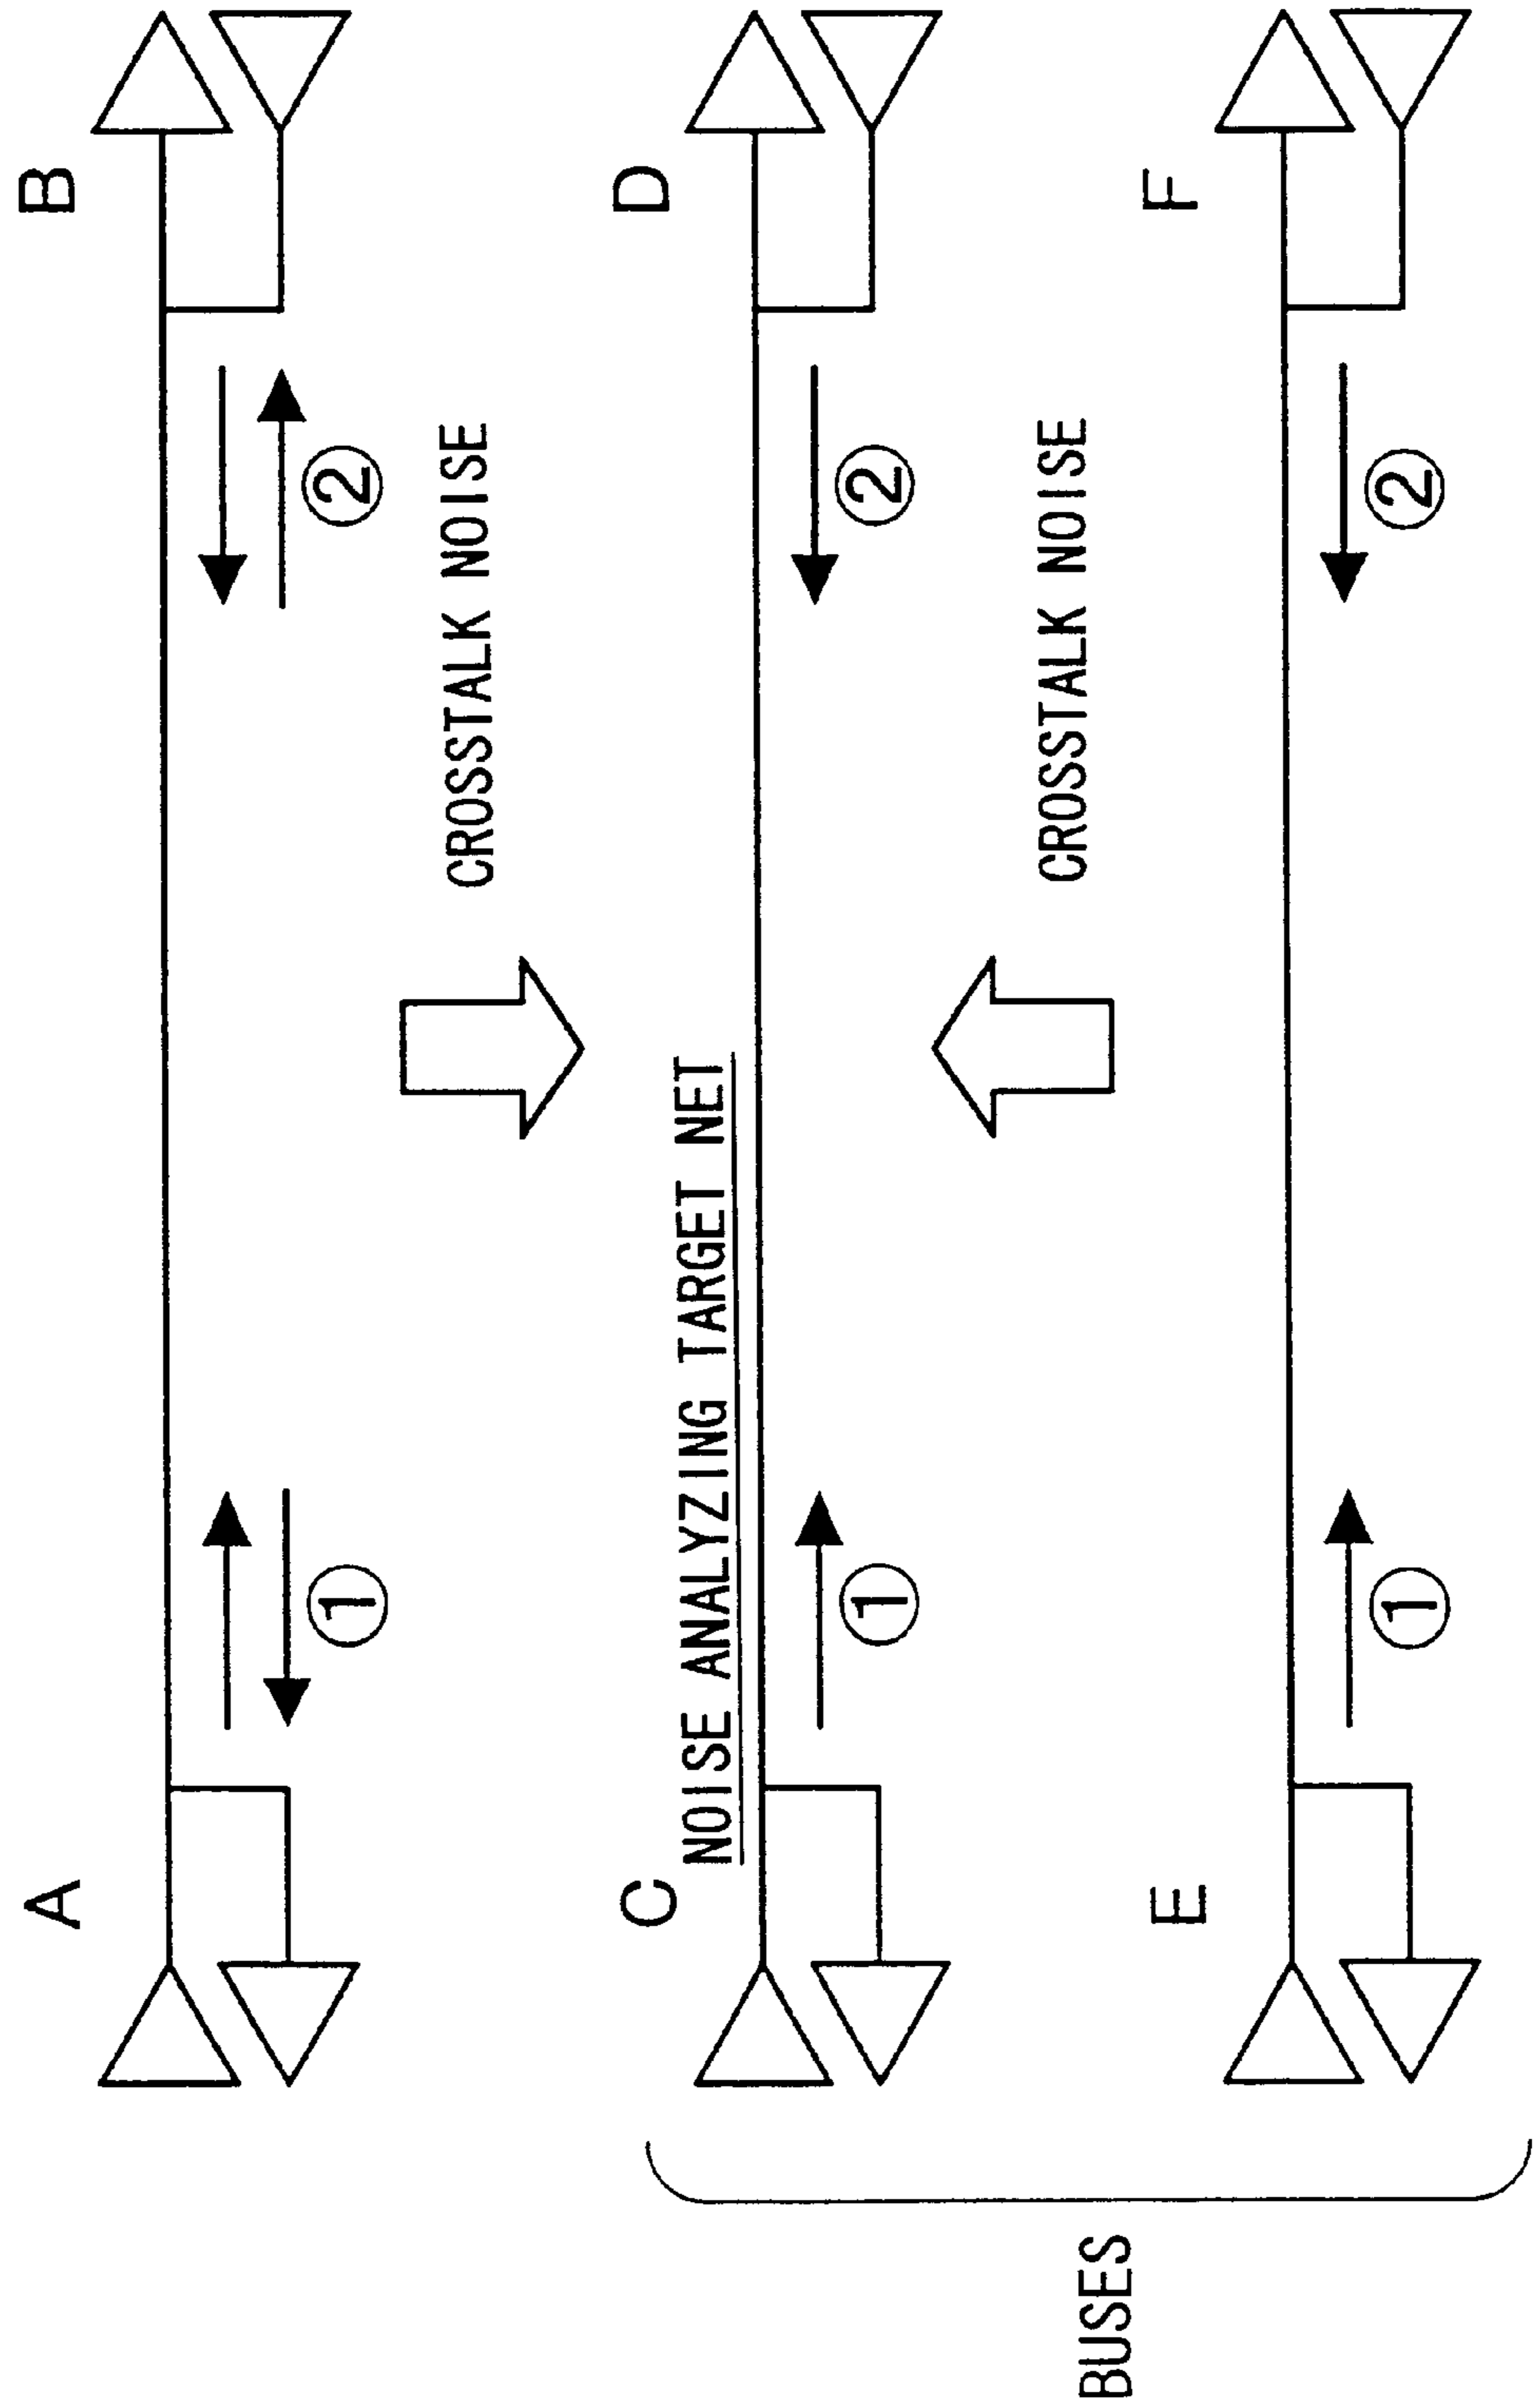 A
B
①
②
CROSSTALK NOISE
C
NOISE ANALYZING TARGET NET
D
①
②
CROSSTALK NOISE
E
F
①
②
BUSES